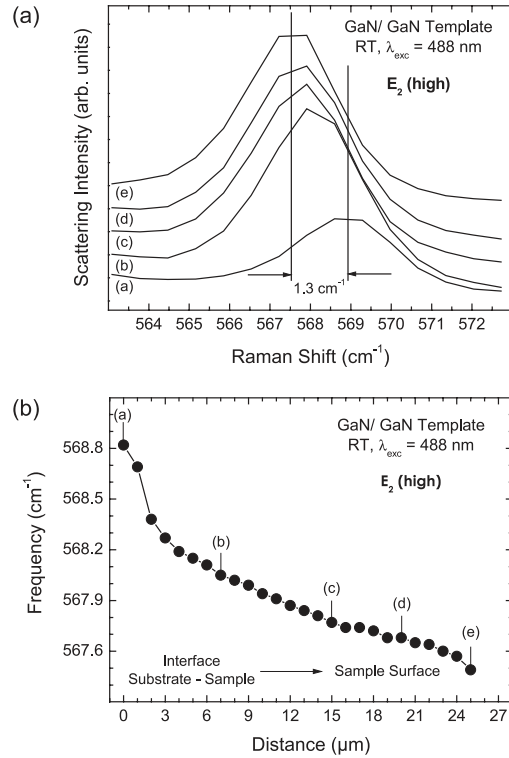 (a)
GaN/ GaN Template
RT, λexc = 488 nm
E2 (high)
Scattering Intensity (arb. units)
(e)
(d)
(c)
(b)
(a)
1.3 cm-1
564 565 566 567 568 569 570 571 572
Raman Shift (cm-1)
(b)
(a)
GaN/ GaN Template
RT, λexc = 488 nm
E2 (high)
568.8
568.5
568.2
567.9
567.6
Frequency (cm-1)
(b)
(c)
(d)
(e)
Interface
Substrate - Sample
Sample Surface
0 3 6 9 12 15 18 21 24 27
Distance (μm)